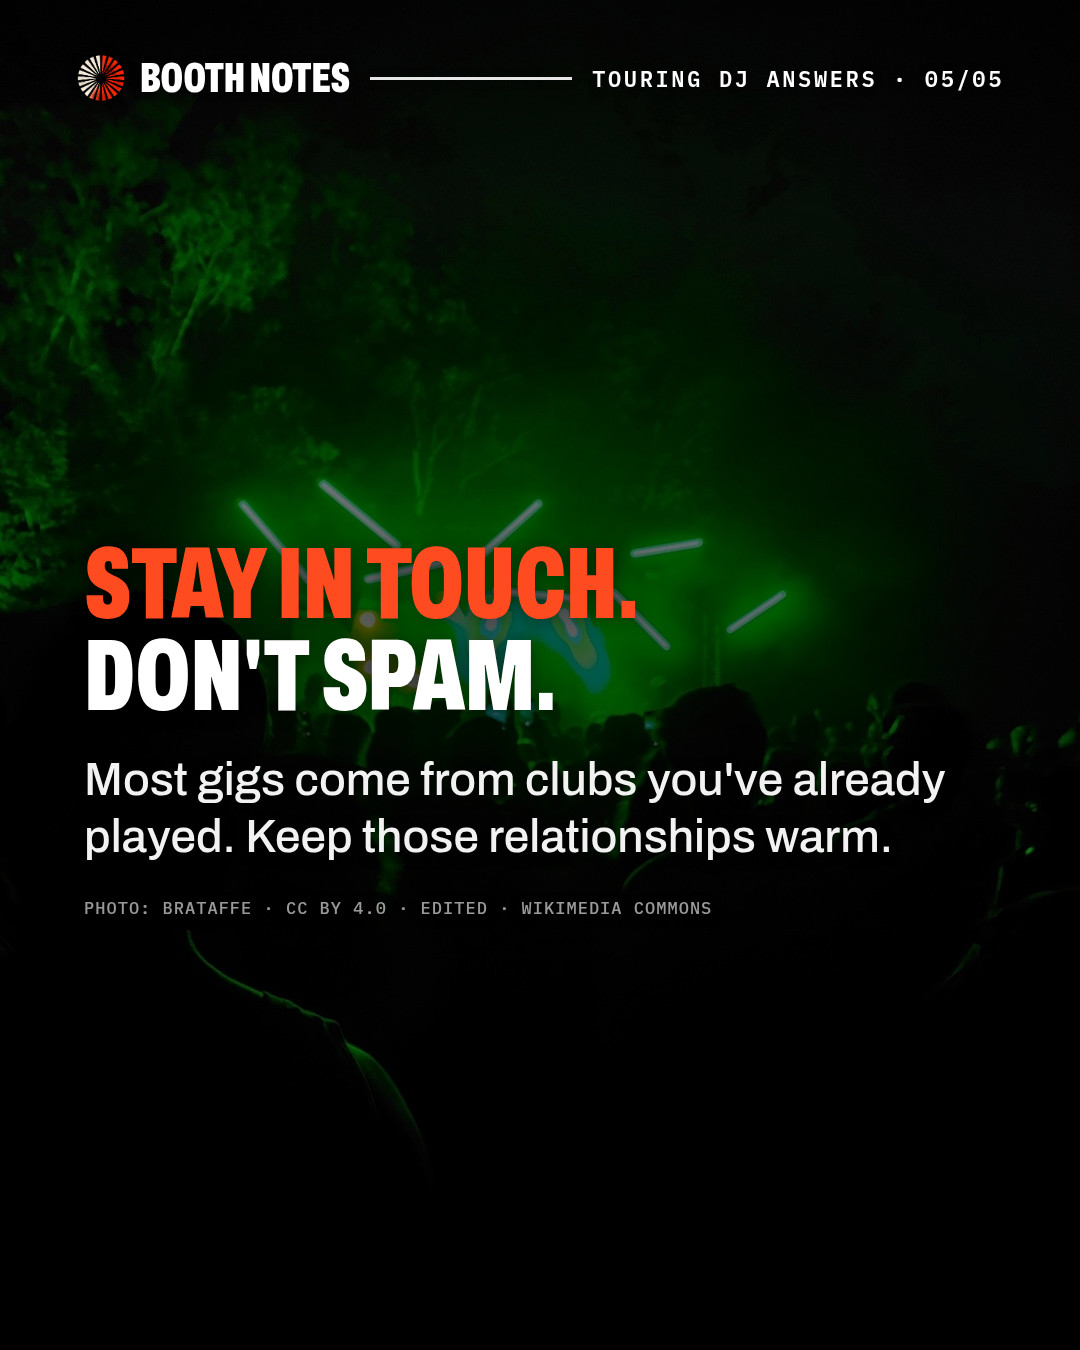 BOOTH NOTES
TOURING DJ ANSWERS · 05/05
STAY IN TOUCH.
DON'T SPAM.
Most gigs come from clubs you've already
played. Keep those relationships warm.
PHOTO: BRATAFFE · CC BY 4.0 · EDITED · WIKIMEDIA COMMONS